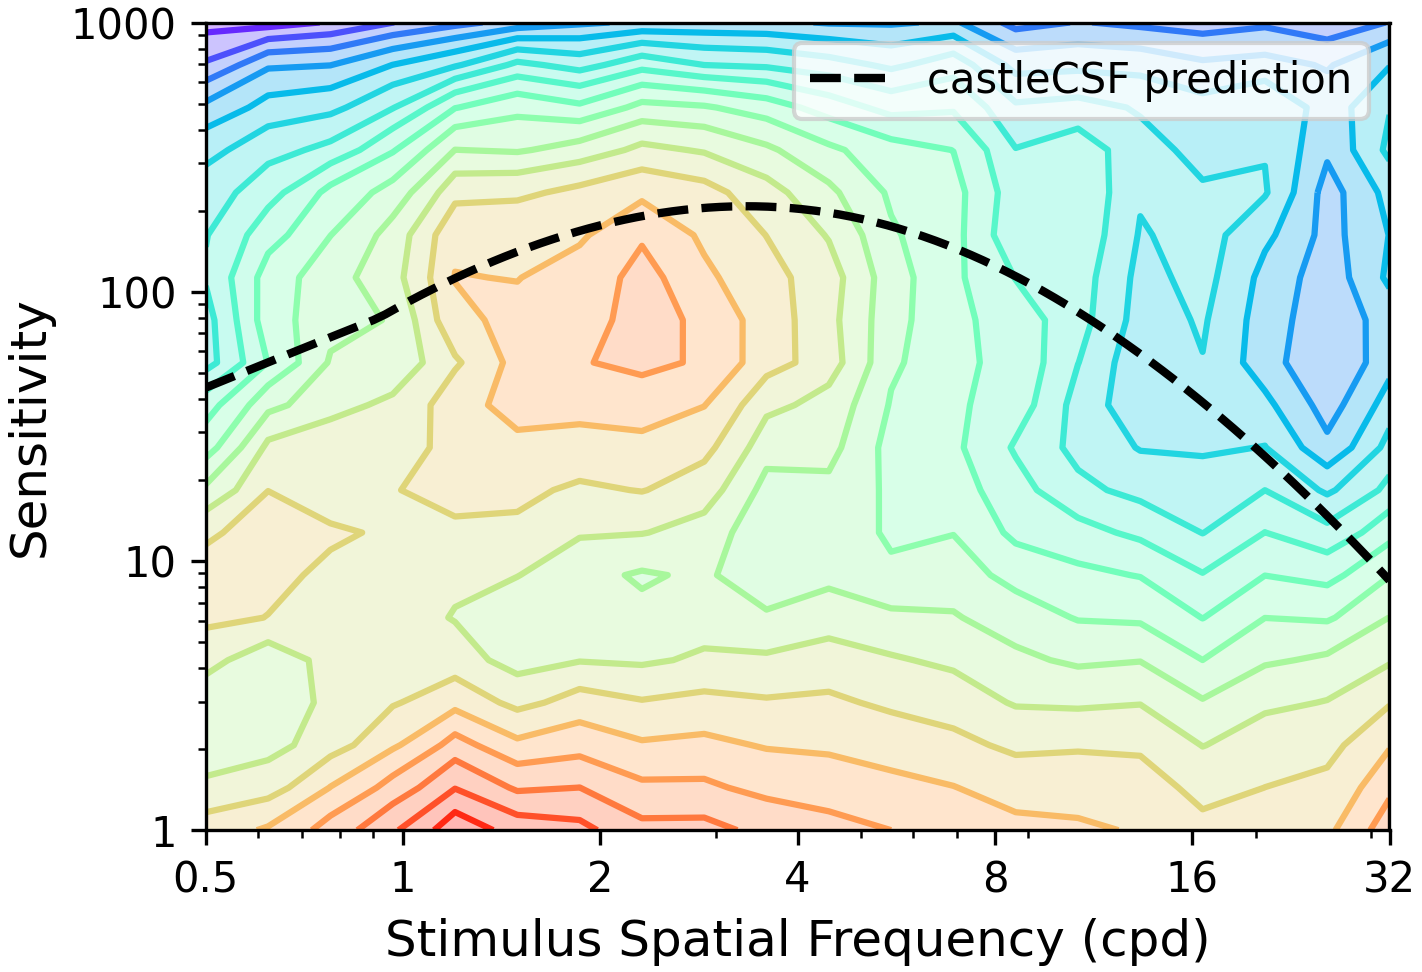 1000
castleCSF prediction
100
Sensitivity
10
1
0.5 1 2 4 8 16 32
Stimulus Spatial Frequency (cpd)